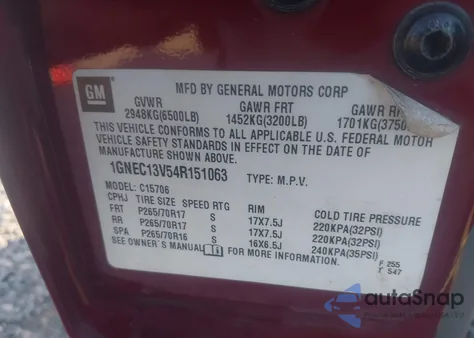 GM
MFD BY GENERAL MOTORS CORP
GVWR GAWR FRT GAWR
2948KG(6500LB) 1452KG(3200LB) 1701KG(3750
THIS VEHICLE CONFORMS TO ALL APPLICABLE U.S. FEDERAL MOTOR
VEHICLE SAFETY STANDARDS IN EFFECT ON THE DATE OF
MANUFACTURE SHOWN ABOVE.
1GNEC13V54R151063 TYPE: M.P.V.
MODEL: C15706
CPHJ TIRE SIZE SPEED RTG RIM COLD TIRE PRESSURE
FRT P265/70R17 S 17X7.5J 220KPA(32PSI)
RR P265/70R17 S 17X7.5J 220KPA(32PSI)
SPA P265/70R16 S 16X6.5J 240KPA(35PSI)
SEE OWNER'S MANUAL FOR MORE INFORMATION.
F 255
T 547
autoSnap